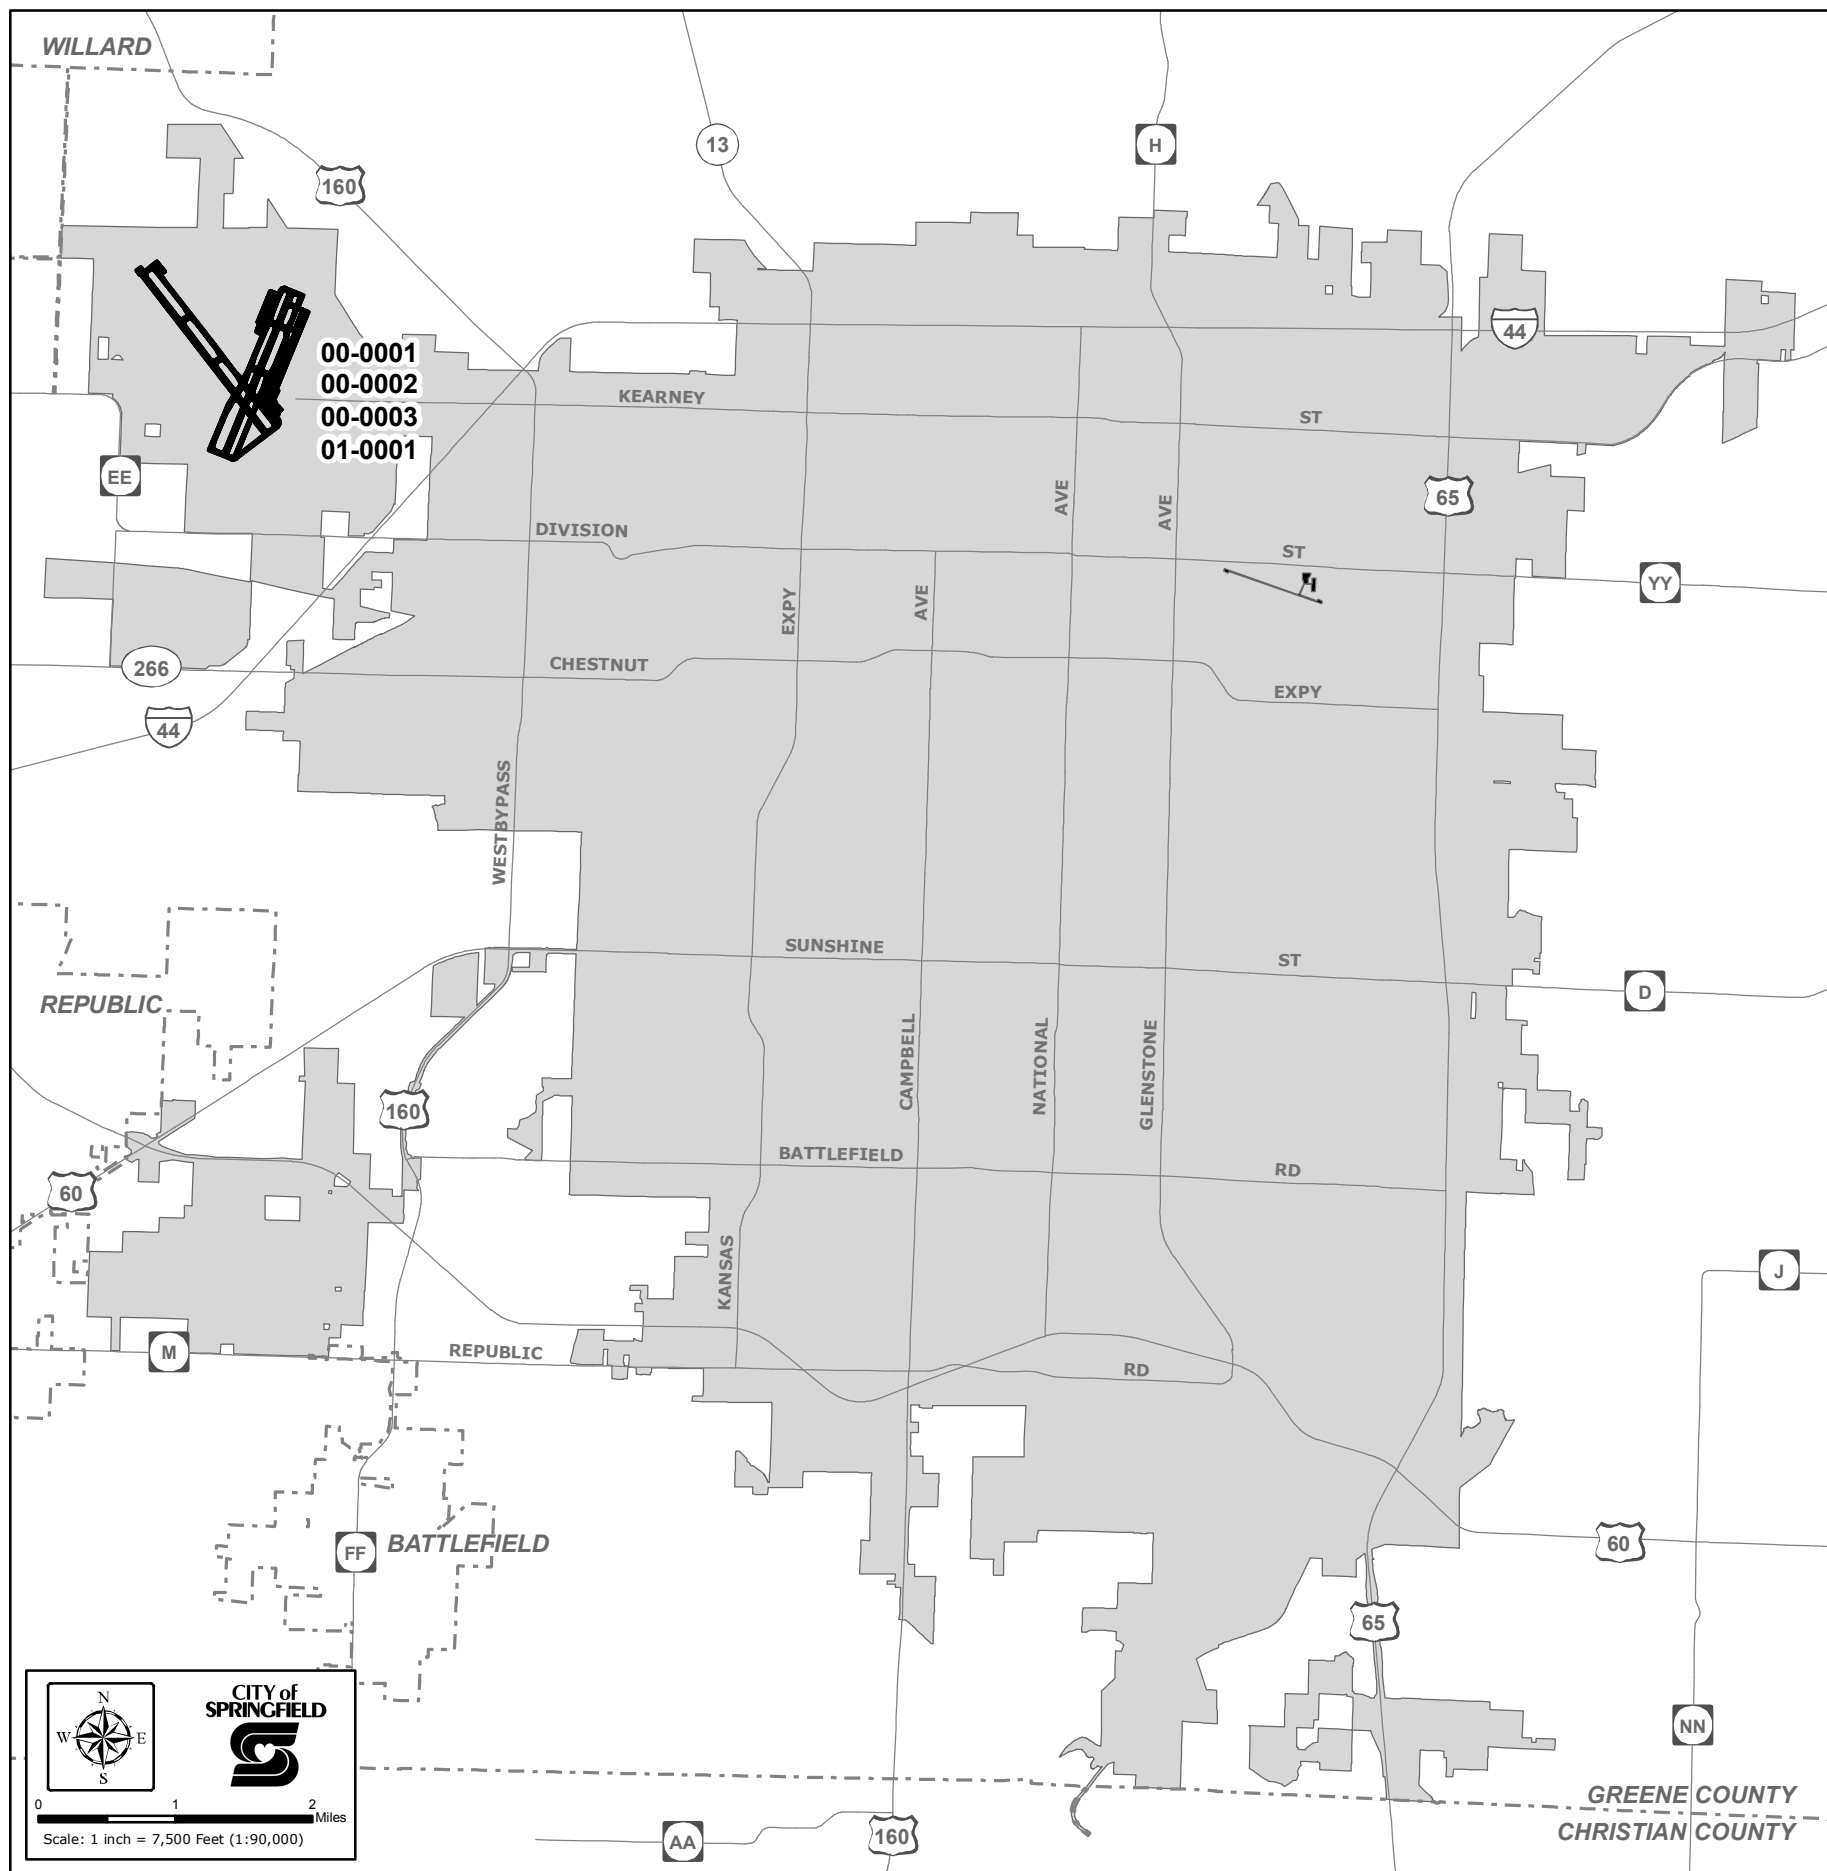 WILLARD
13
H
160
44
00-0001
00-0002
00-0003
01-0001
KEARNEY
ST
EE
AVE
AVE
65
DIVISION
ST
YY
EXPY
AVE
266
CHESTNUT
EXPY
44
WESTBYPASS
SUNSHINE
ST
D
REPUBLIC
CAMPBELL
NATIONAL
GLENSTONE
160
BATTLEFIELD
RD
60
KANSAS
J
M
REPUBLIC
RD
FF
BATTLEFIELD
60
65
NN
N
W
E
S
CITY of
SPRINGFIELD
0 1 2
Miles
Scale: 1 inch = 7,500 Feet (1:90,000)
GREENE COUNTY
CHRISTIAN COUNTY
AA
160